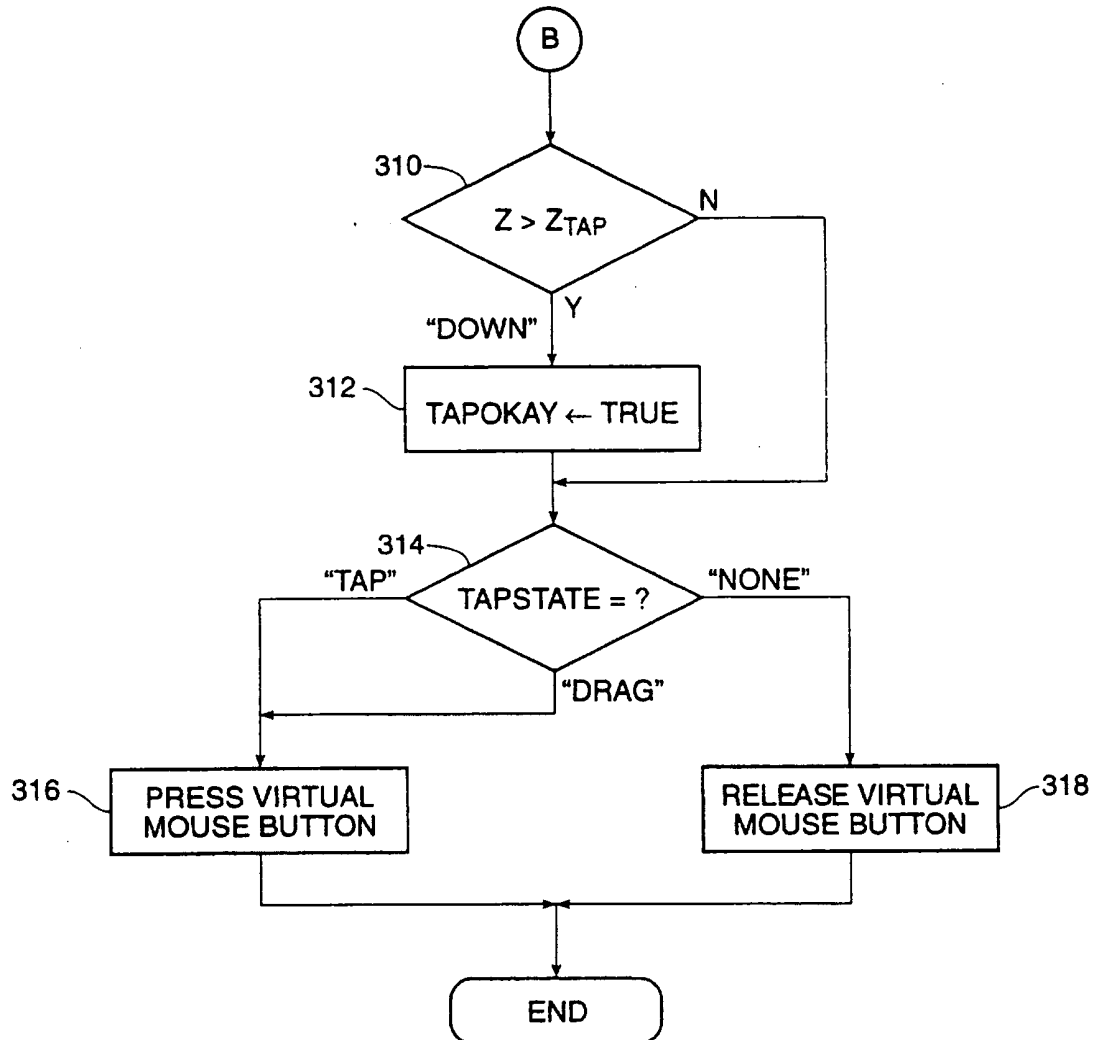 B
310
Z > ZTAP
N
Y
“DOWN”
312
TAPOKAY ← TRUE
314
“TAP”
TAPSTATE = ?
“NONE”
“DRAG”
316
PRESS VIRTUAL
MOUSE BUTTON
RELEASE VIRTUAL
MOUSE BUTTON
318
END